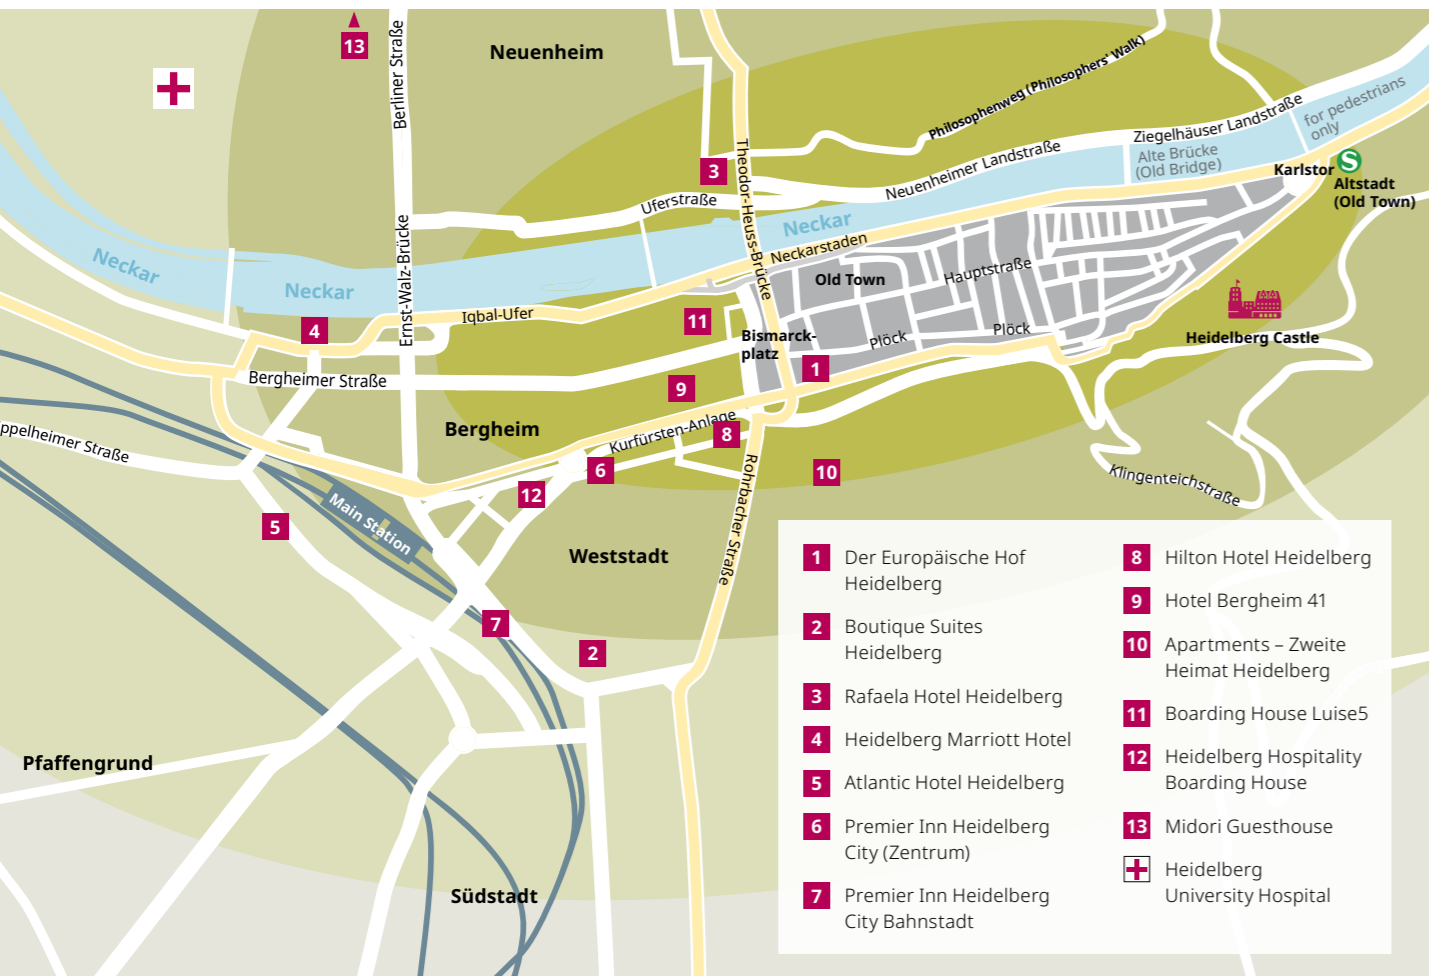 13
Neuenheim
Berliner Straße
Philosophenweg (Philosophers' Walk)
for pedestrians
only
Ziegelhäuser Landstraße
Neuenheimer Landstraße
Alte Brücke
(Old Bridge)
Karlstor
S
Altstadt
(Old Town)
3
Theodor-Heuss-Brücke
Uferstraße
Neckar
Neckarstaden
Neckar
Neckar
Ernst-Walz-Brücke
Iqbal-Ufer
Old Town
Hauptstraße
4
11
Bismarck-
platz
Plöck
Plöck
Heidelberg Castle
1
Bergheimer Straße
9
Bergheim
Kurfürsten-Anlage
8
ppelheimer Straße
6
10
12
Klingenteichstraße
Main Station
Rohrbacher Straße
5
Weststadt
7
2
Pfaffengrund
Südstadt
1 Der Europäische Hof
Heidelberg
2 Boutique Suites
Heidelberg
3 Rafaela Hotel Heidelberg
4 Heidelberg Marriott Hotel
5 Atlantic Hotel Heidelberg
6 Premier Inn Heidelberg
City (Zentrum)
7 Premier Inn Heidelberg
City Bahnstadt
8 Hilton Hotel Heidelberg
9 Hotel Bergheim 41
10 Apartments – Zweite
Heimat Heidelberg
11 Boarding House Luise5
12 Heidelberg Hospitality
Boarding House
13 Midori Guesthouse
Heidelberg
University Hospital